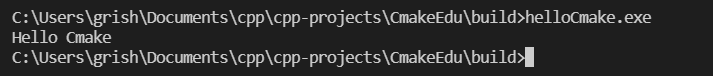 C:\Users\grish\Documents\cpp\cpp-projects\CmakeEdu\build>helloCmake.exe
Hello Cmake
C:\Users\grish\Documents\cpp\cpp-projects\CmakeEdu\build>